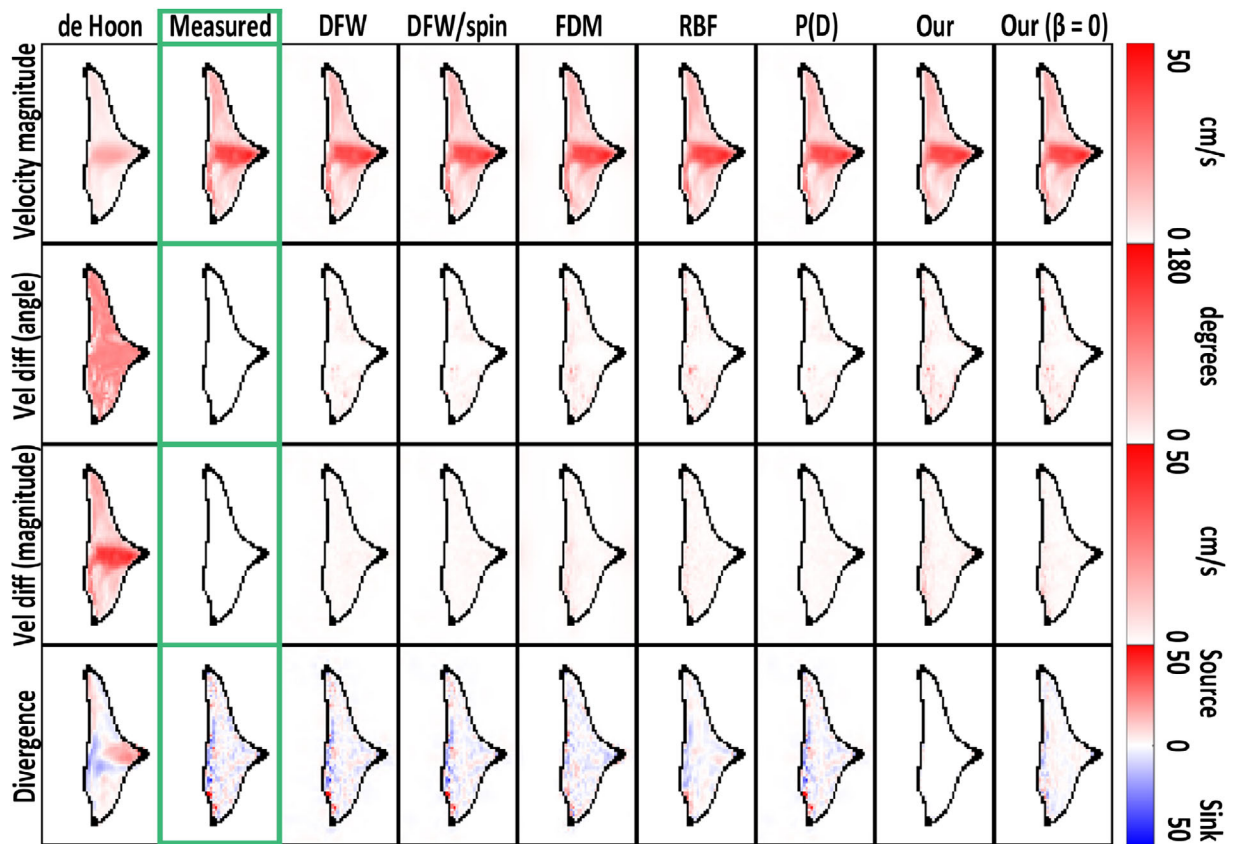 de Hoon Measured DFW DFW/spin FDM RBF P(D) Our Our (β = 0)
Velocity magnitude
50 cm/s 0
Vel diff (angle)
180 degrees 0
Vel diff (magnitude)
50 cm/s 0
Divergence
50 Source 0 Sink 50